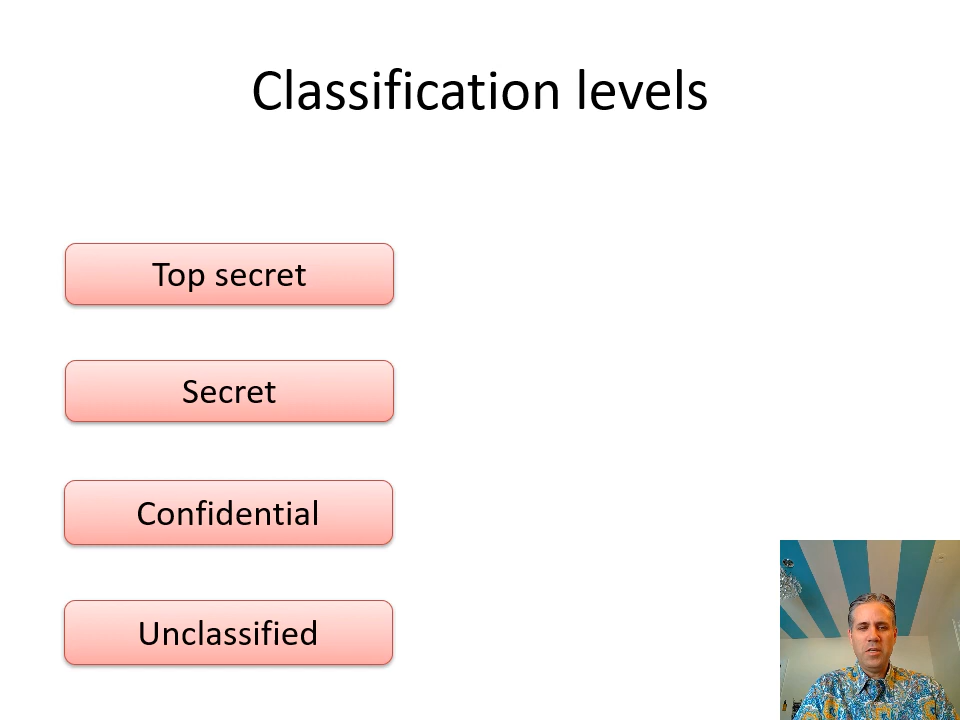 Classification levels
Top secret
Secret
Confidential
Unclassified